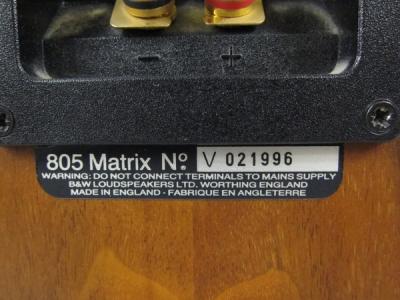 - +
805 Matrix Nº. V 021996
WARNING: DO NOT CONNECT TERMINALS TO MAINS SUPPLY
B&W LOUDSPEAKERS LTD. WORTHING ENGLAND
MADE IN ENGLAND - FABRIQUE EN ANGLETERRE